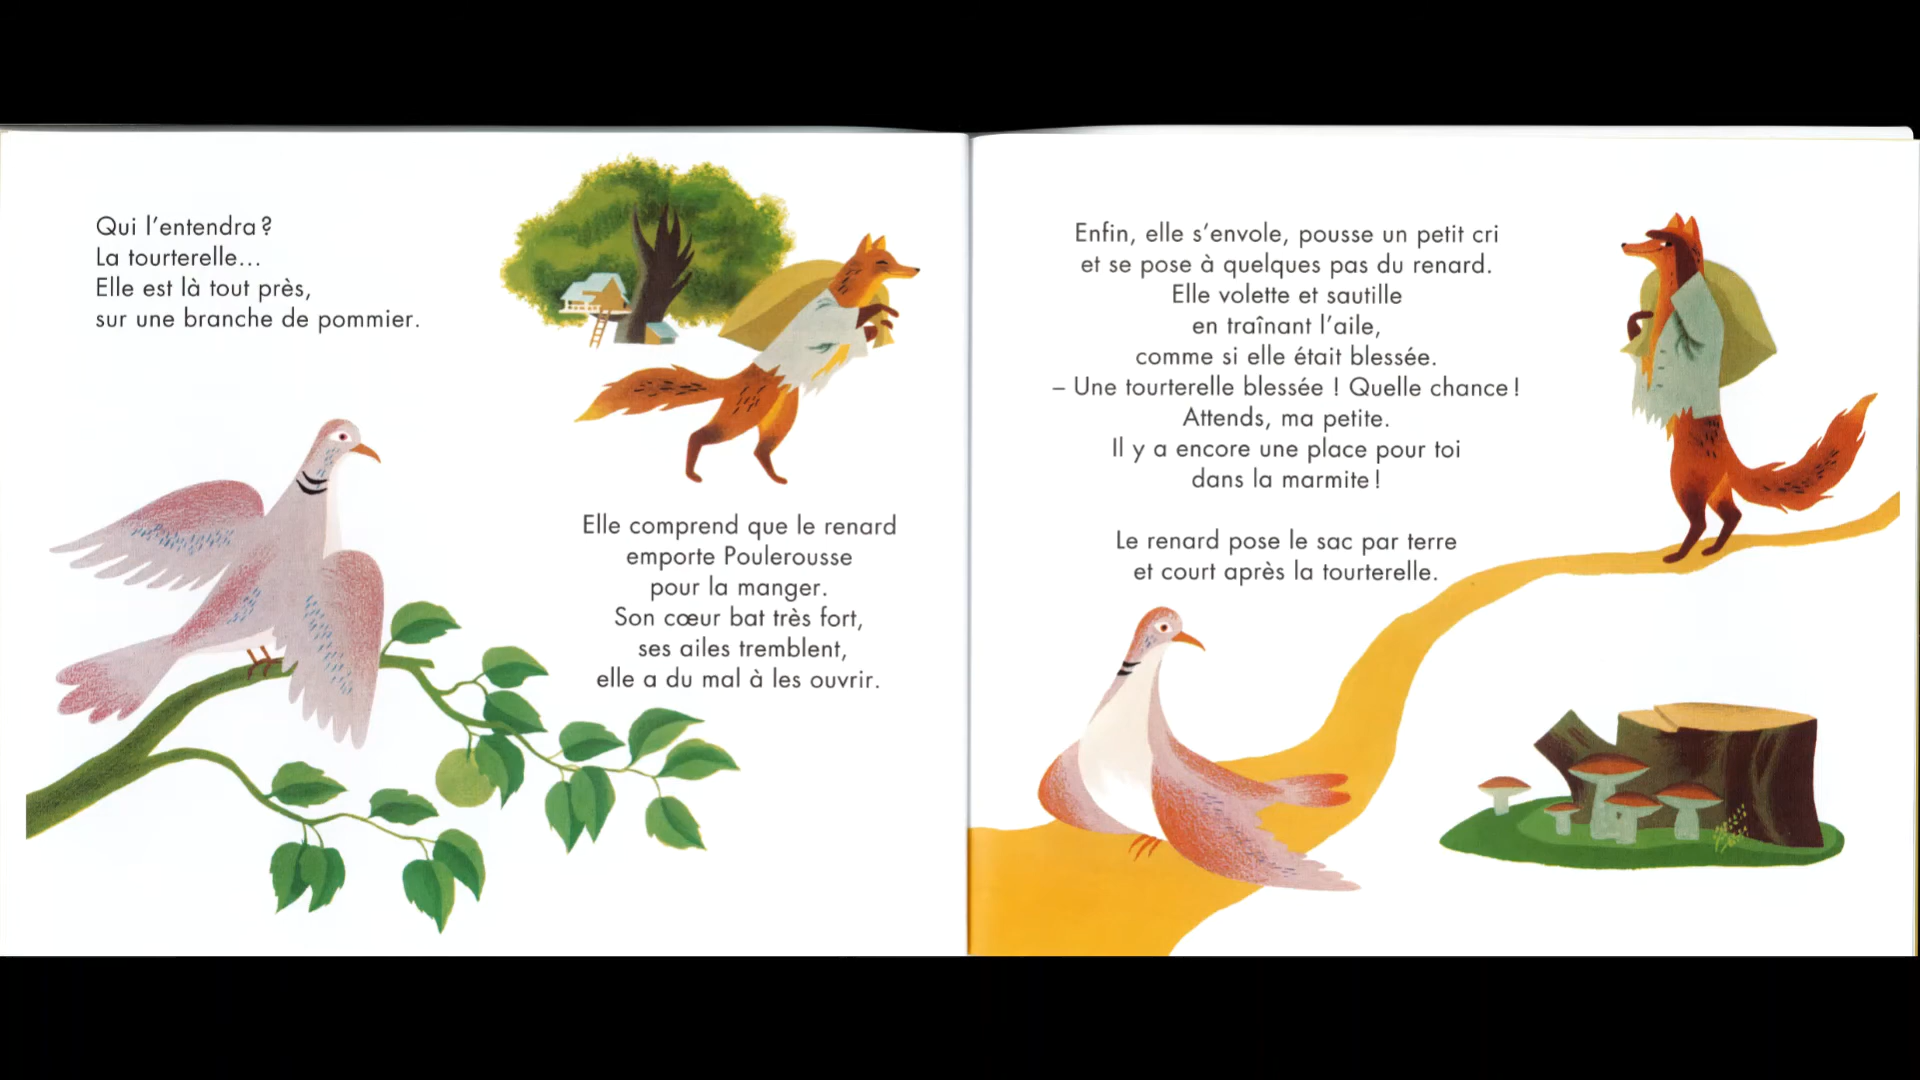 Qui l'entendra ?
La tourterelle...
Elle est là tout près,
sur une branche de pommier.
Elle comprend que le renard
emporte Poulerousse
pour la manger.
Son cœur bat très fort,
ses ailes tremblent,
elle a du mal à les ouvrir.
Enfin, elle s'envole, pousse un petit cri
et se pose à quelques pas du renard.
Elle volette et sautille
en traînant l'aile,
comme si elle était blessée.
– Une tourterelle blessée ! Quelle chance !
Attends, ma petite.
Il y a encore une place pour toi
dans la marmite !
Le renard pose le sac par terre
et court après la tourterelle.